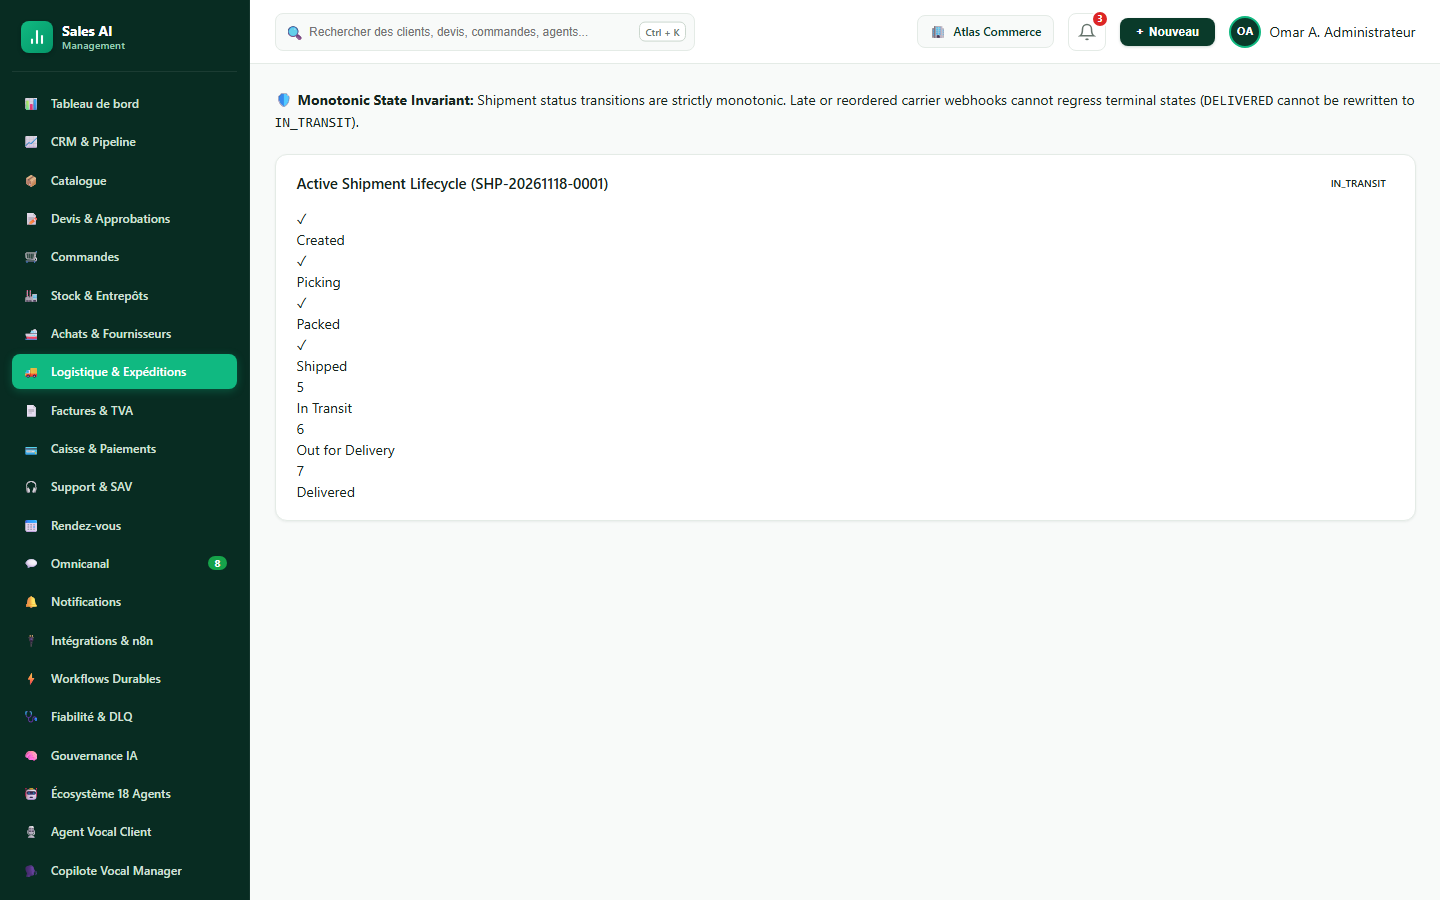 Sales AI
Management
Tableau de bord
CRM & Pipeline
Catalogue
Devis & Approbations
Commandes
Stock & Entrepôts
Achats & Fournisseurs
Logistique & Expéditions
Factures & TVA
Caisse & Paiements
Support & SAV
Rendez-vous
Omnicanal 8
Notifications
Intégrations & n8n
Workflows Durables
Fiabilité & DLQ
Gouvernance IA
Écosystème 18 Agents
Agent Vocal Client
Copilote Vocal Manager
Rechercher des clients, devis, commandes, agents... Ctrl + K
Atlas Commerce
3
+ Nouveau
OA
Omar A. Administrateur
Monotonic State Invariant: Shipment status transitions are strictly monotonic. Late or reordered carrier webhooks cannot regress terminal states (DELIVERED cannot be rewritten to
IN_TRANSIT).
Active Shipment Lifecycle (SHP-20261118-0001) IN_TRANSIT
✓
Created
✓
Picking
✓
Packed
✓
Shipped
5
In Transit
6
Out for Delivery
7
Delivered